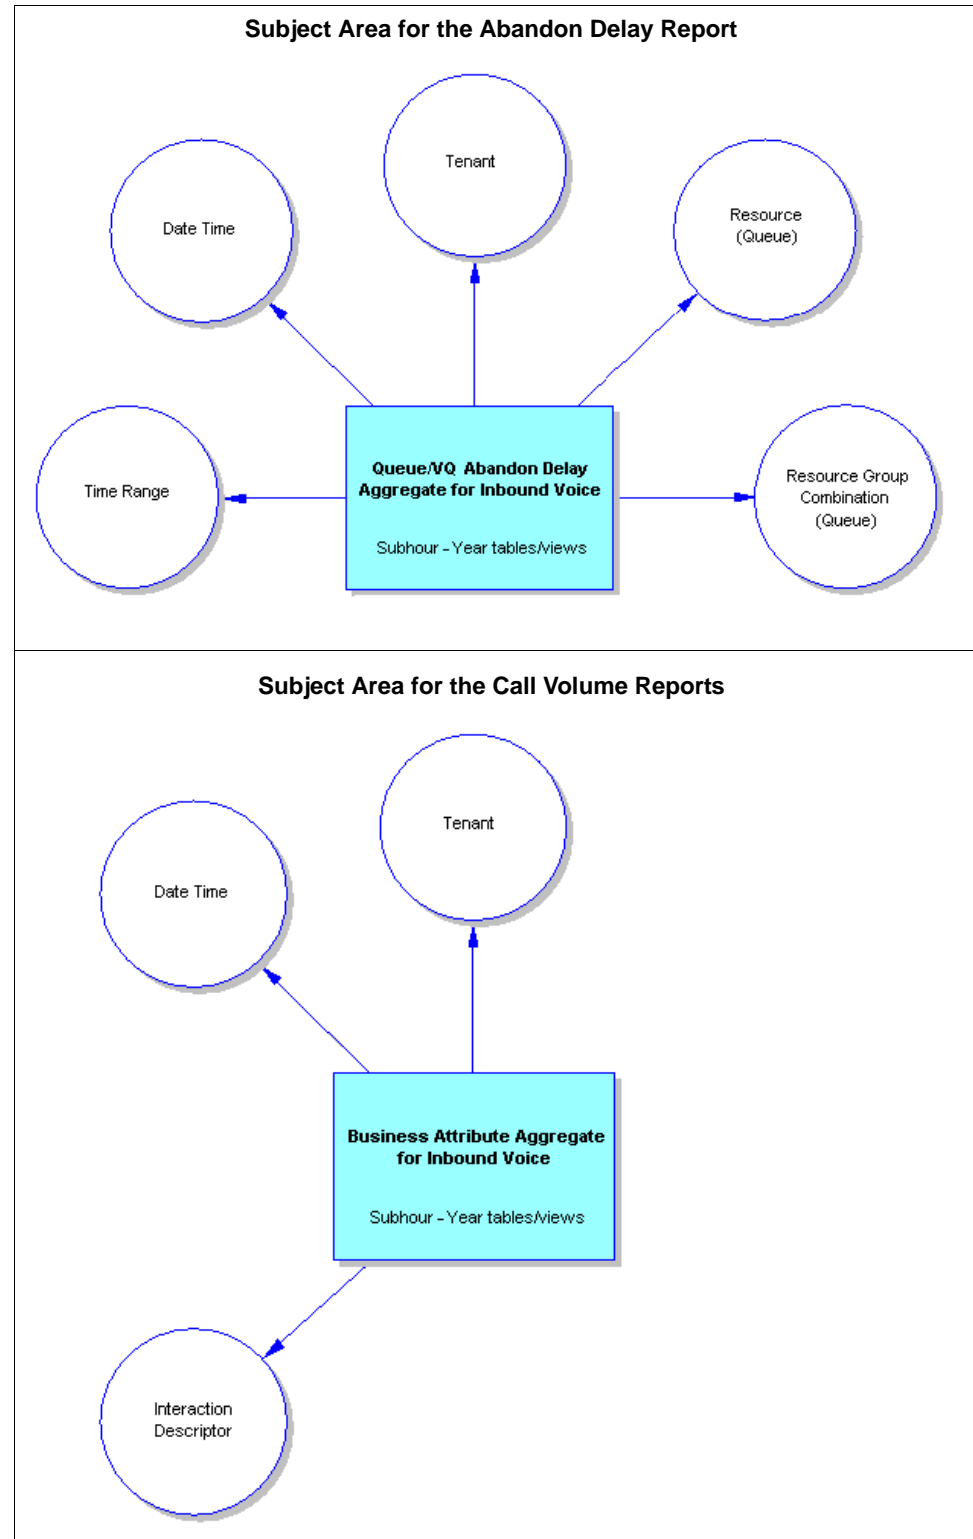 Subject Area for the Abandon Delay Report
Tenant
Date Time
Resource
(Queue)
Time Range
Queue/VQ Abandon Delay
Aggregate for Inbound Voice
Subhour - Year tables/views
Resource Group
Combination
(Queue)
Subject Area for the Call Volume Reports
Tenant
Date Time
Business Attribute Aggregate
for Inbound Voice
Subhour - Year tables/views
Interaction
Descriptor